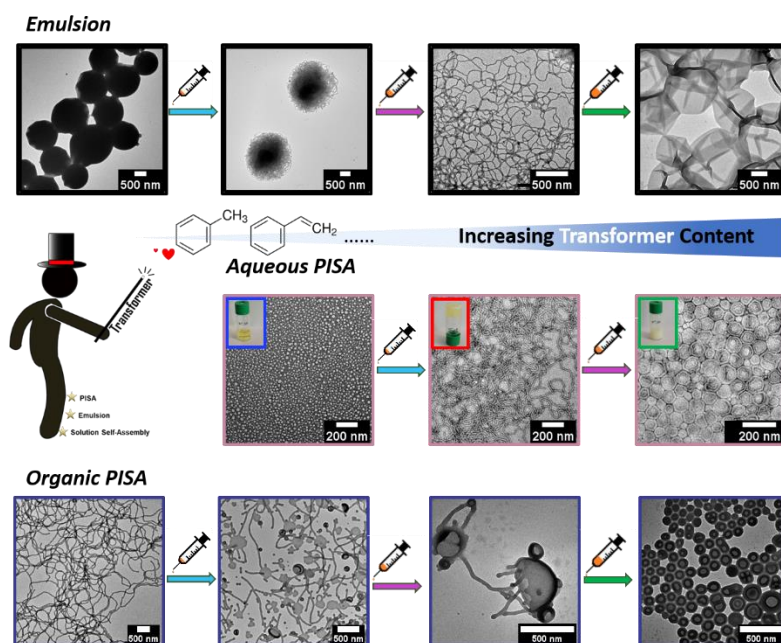 Emulsion
500 nm
500 nm
500 nm
500 nm
CH₃
CH₂
......
Increasing Transformer Content
Aqueous PISA
Transformer
PISA
Emulsion
Solution Self-Assembly
200 nm
200 nm
200 nm
Organic PISA
500 nm
500 nm
500 nm
500 nm